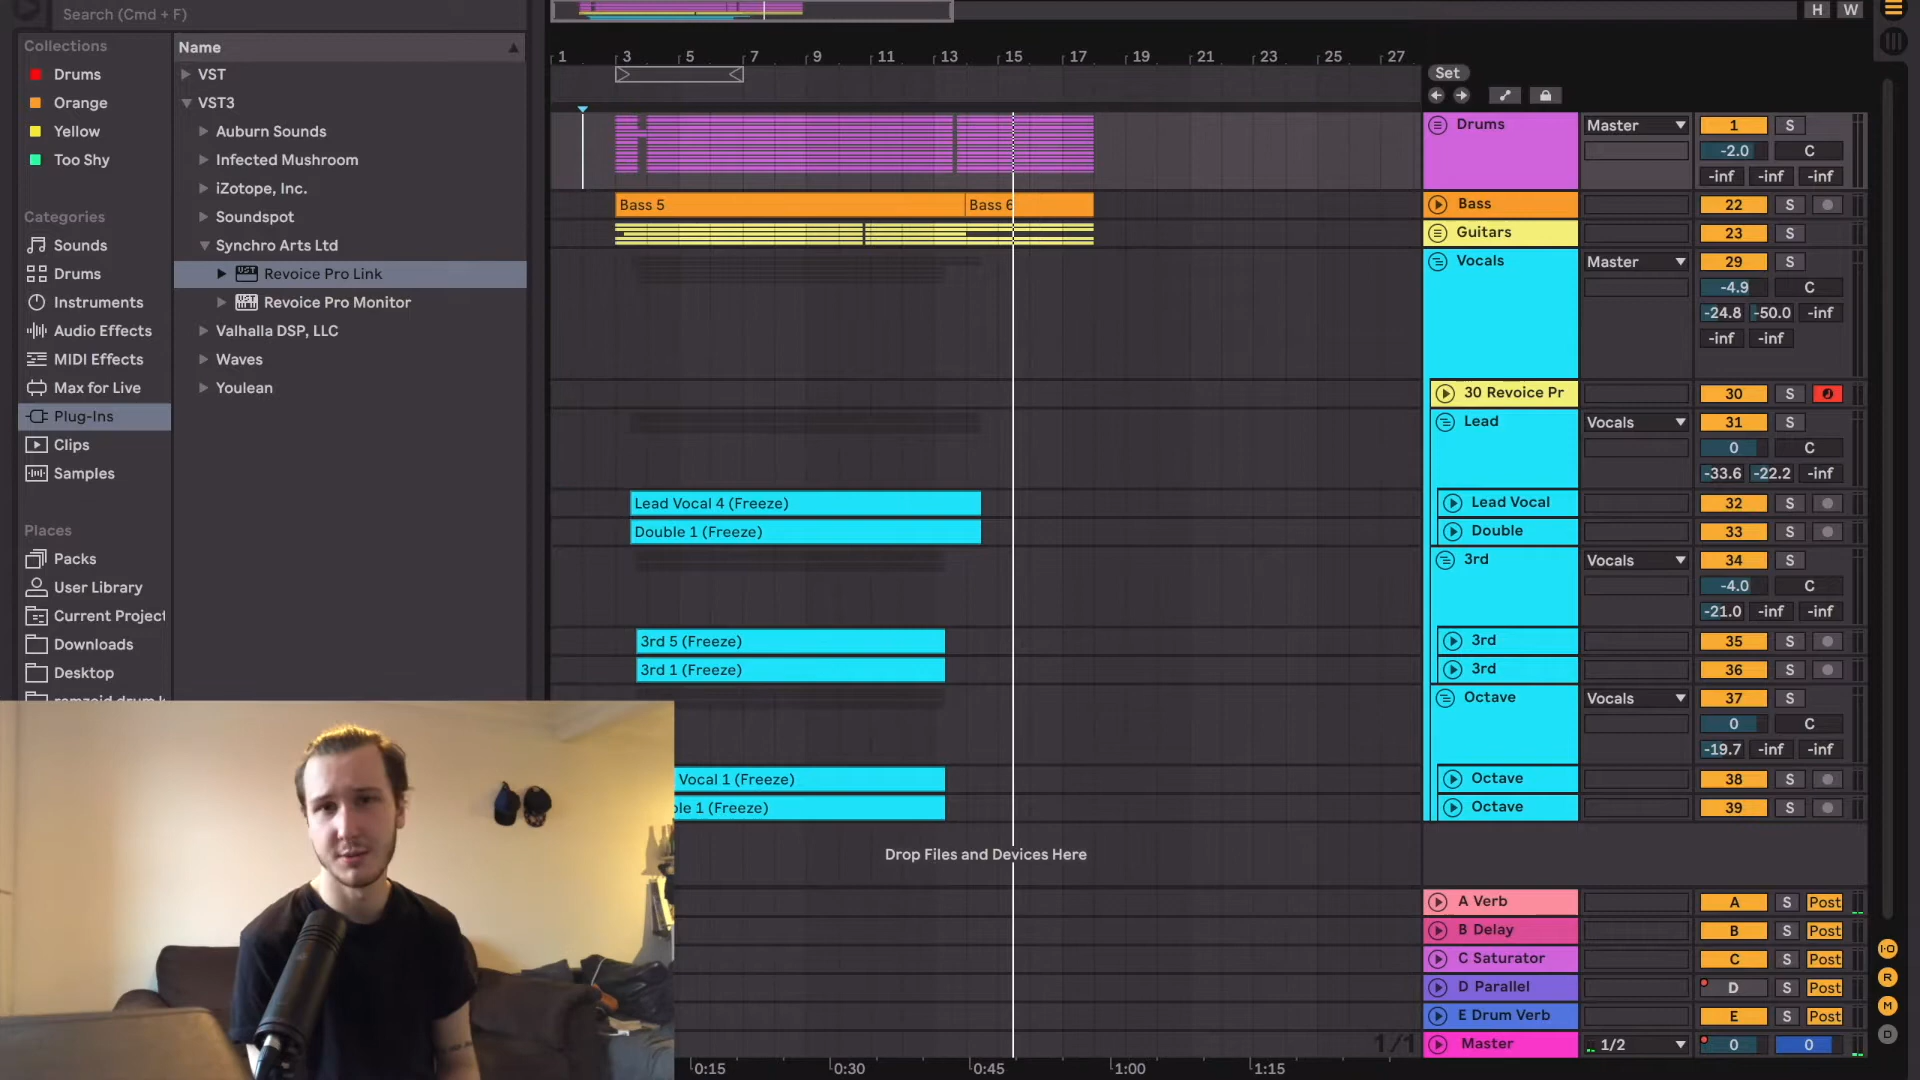 Search (Cmd + F)
H W
Collections
Name
Drums
Orange
Yellow
Too Shy
VST
VST3
Auburn Sounds
Infected Mushroom
iZotope, Inc.
Soundspot
Synchro Arts Ltd
Revoice Pro Link
Revoice Pro Monitor
Valhalla DSP, LLC
Waves
Youlean
Categories
Sounds
Drums
Instruments
Audio Effects
MIDI Effects
Max for Live
Plug-Ins
Clips
Samples
Places
Packs
User Library
Current Project
Downloads
Desktop
1 3 5 7 9 11 13 15 17 19 21 23 25 27
Set
Drums Master 1 S
-2.0 C
-inf -inf -inf
Bass 5 Bass 6 Bass 22 S
Guitars 23 S
Vocals Master 29 S
-4.9 C
-24.8 -50.0 -inf
-inf -inf
30 Revoice Pr 30 S
Lead Vocals 31 S
0 C
-33.6 -22.2 -inf
Lead Vocal 4 (Freeze) Lead Vocal 32 S
Double 1 (Freeze) Double 33 S
3rd Vocals 34 S
-4.0 C
-21.0 -inf -inf
3rd 5 (Freeze) 3rd 35 S
3rd 1 (Freeze) 3rd 36 S
Octave Vocals 37 S
0 C
-19.7 -inf -inf
Vocal 1 (Freeze) Octave 38 S
ble 1 (Freeze) Octave 39 S
Drop Files and Devices Here
A Verb A S Post
B Delay B S Post
C Saturator C S Post
D Parallel D S Post
E Drum Verb E S Post
1/1 Master 1/2 0 0
0:15 0:30 0:45 1:00 1:15
I·O
R
M
D